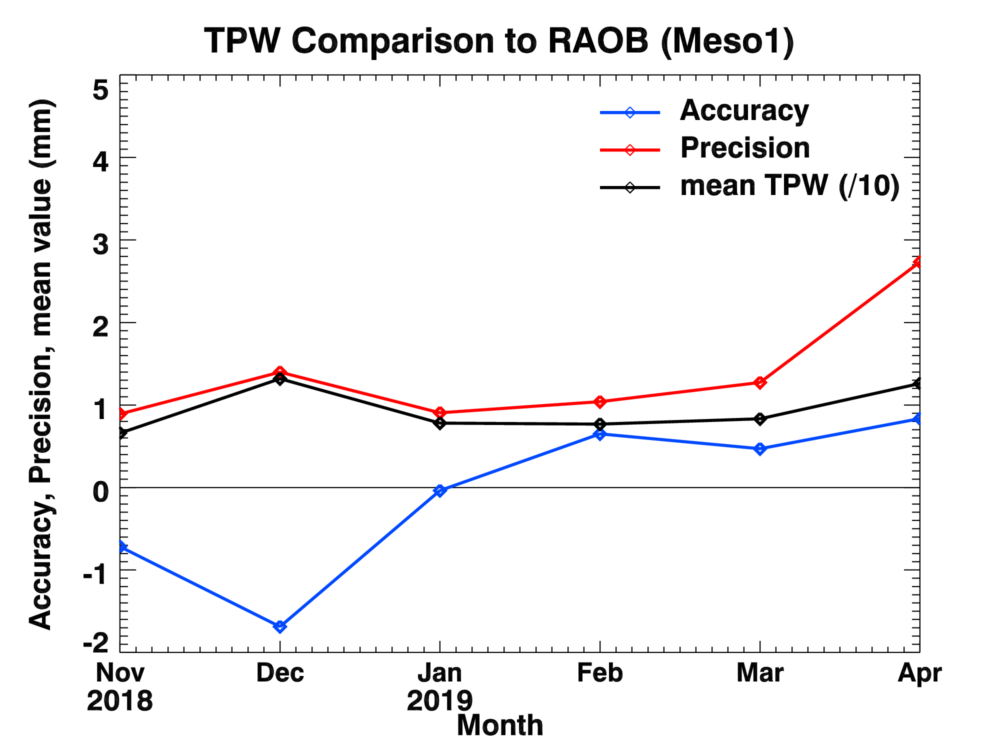 TPW Comparison to RAOB (Meso1)
Accuracy, Precision, mean value (mm)
5
4
3
2
1
0
-1
-2
Accuracy
Precision
mean TPW (/10)
Nov Dec Jan Feb Mar Apr
2018 2019
Month